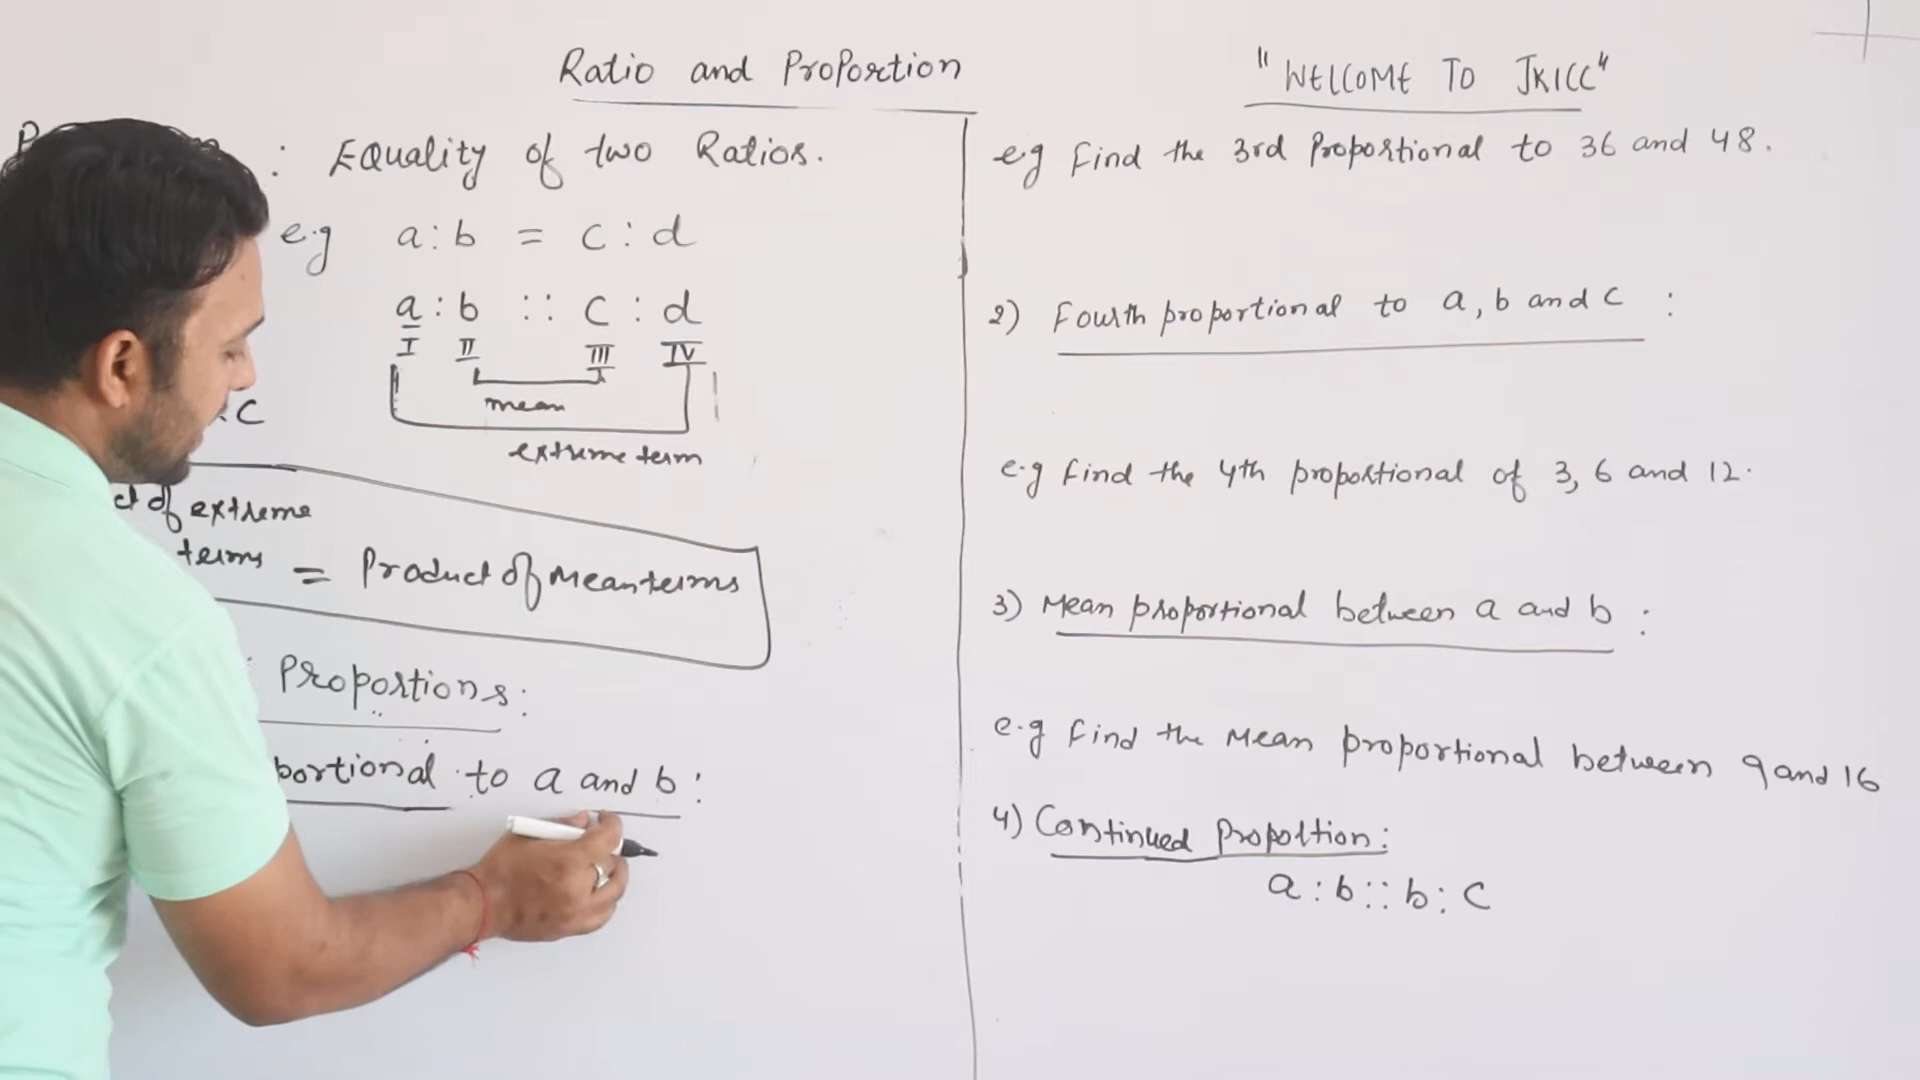 Ratio and Proportion
: Equality of two Ratios.
e.g a : b = c : d
a : b :: c : d
I II III IV
mean
c
extreme term
of extreme
terms = Product of Mean terms
Proportions:
to a and b :
"WELCOME TO JKICC"
eg Find the 3rd Proportional to 36 and 48.
2) Fourth proportional to a, b and c :
e.g Find the 4th proportional of 3, 6 and 12.
3) Mean proportional between a and b :
e.g Find the Mean proportional between 9 and 16
4) Continued Proportion:
a : b :: b : c